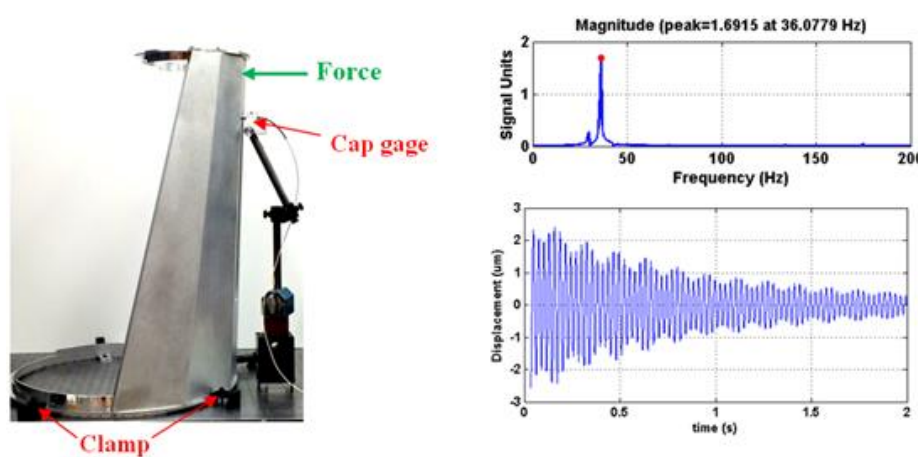 Force
Cap gage
Clamp
Magnitude (peak=1.6915 at 36.0779 Hz)
Signal Units
2
1
0
0 50 100 150 200
Frequency (Hz)
Displacement (um)
3
2
1
0
-1
-2
-3
0 0.5 1 1.5 2
time (s)